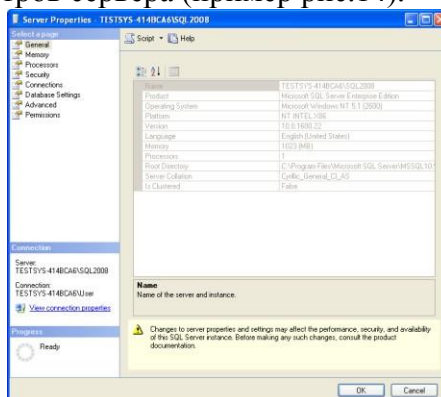 ров сервера (пример рис.14).
Server Properties - TESTSYS-414BCA6\SQL2008
Select a page
General
Memory
Processors
Security
Connections
Database Settings
Advanced
Permissions
Script
Help
Name TESTSYS-414BCA6\SQL2008
Product Microsoft SQL Server Enterprise Edition
Operating System Microsoft Windows NT 5.1 (2600)
Platform NT INTEL X86
Version 10.0.1600.22
Language English (United States)
Memory 1023 (MB)
Processors 1
Root Directory C:\Program Files\Microsoft SQL Server\MSSQL10.
Server Collation Cyrillic_General_CI_AS
Is Clustered False
Connection
Server:
TESTSYS-414BCA6\SQL2008
Connection:
TESTSYS-414BCA6\User
View connection properties
Progress
Ready
Name
Name of the server and instance.
Changes to server properties and settings may affect the performance, security, and availability
of this SQL Server instance. Before making any such changes, consult the product
documentation.
OK
Cancel